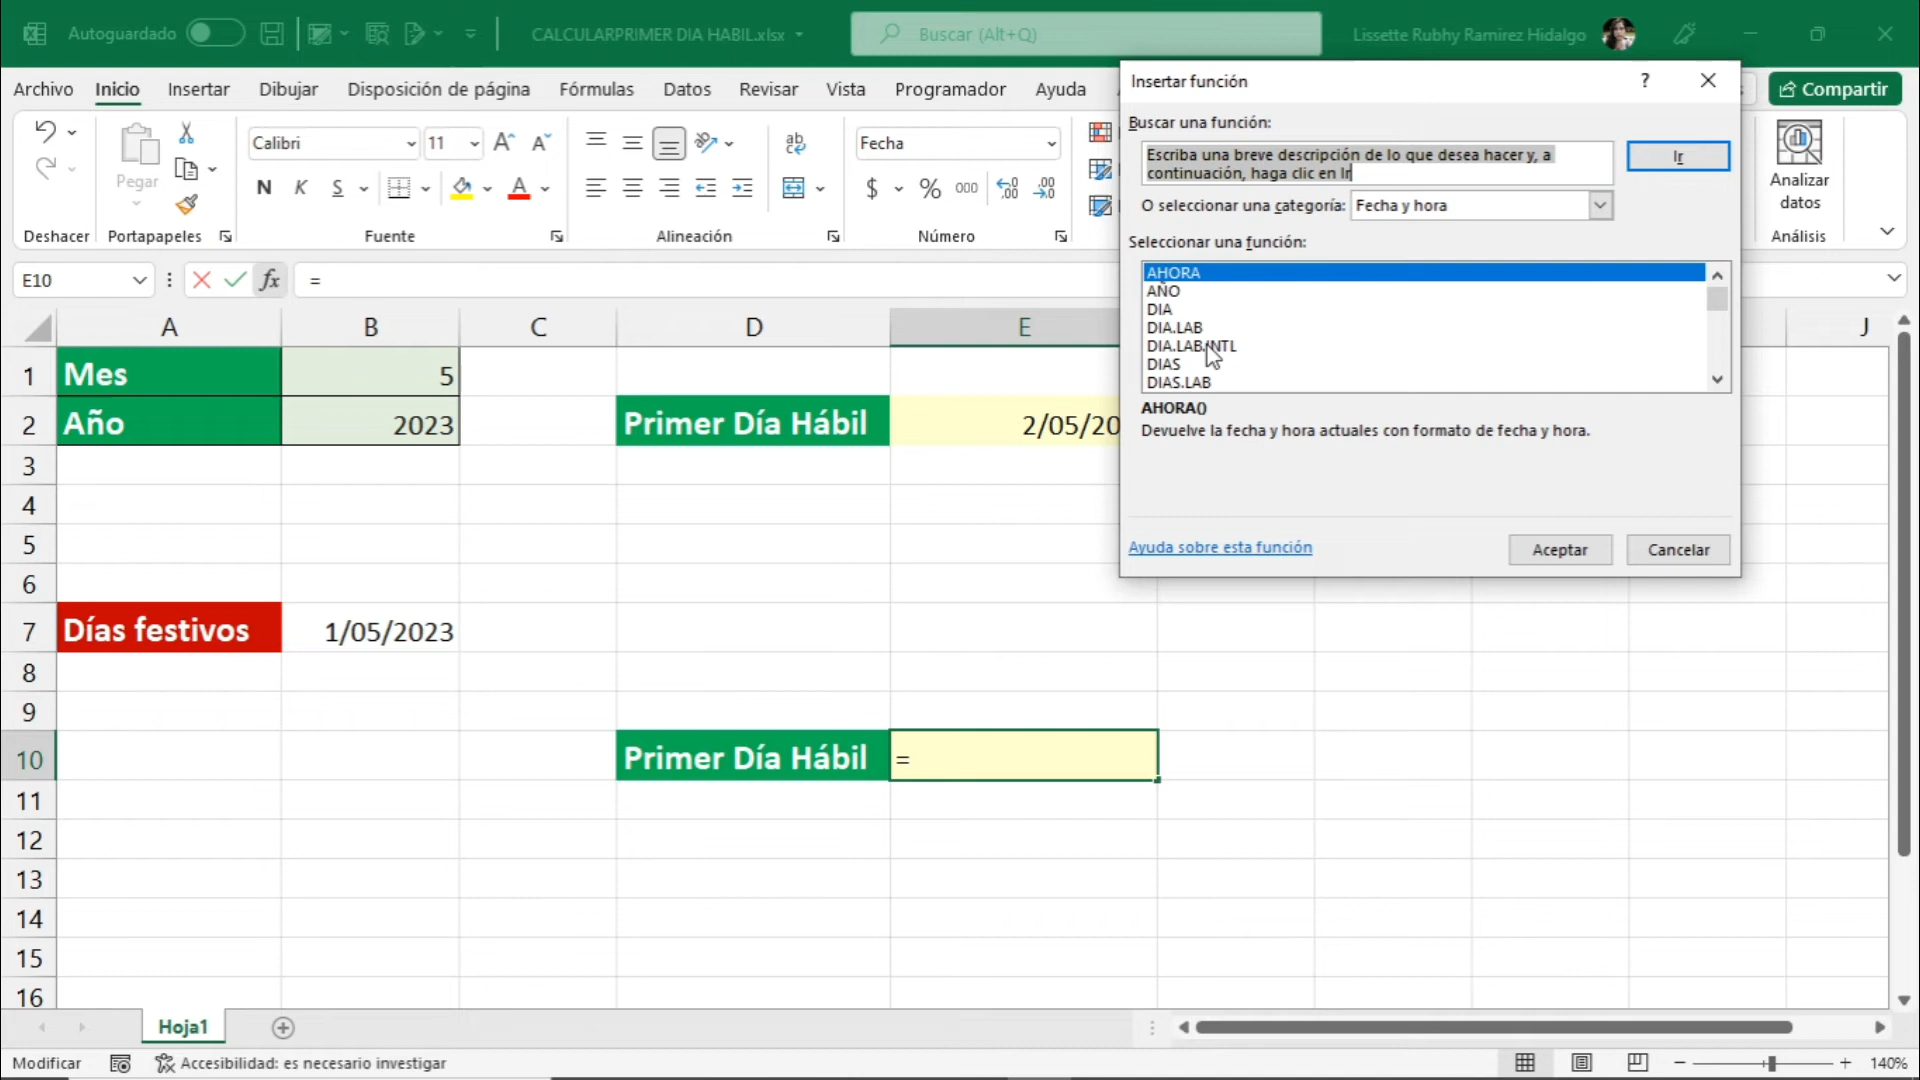 Autoguardado
CALCULARPRIMER DIA HABIL.xlsx
Buscar (Alt+Q)
Lissette Rubhy Ramirez Hidalgo
Archivo Inicio Insertar Dibujar Disposición de página Fórmulas Datos Revisar Vista Programador Ayuda
Compartir
Pegar
Calibri 11
N K S
ab
Fecha
$ % 000
Analizar
datos
Deshacer Portapapeles Fuente Alineación Número Análisis
E10 fx =
Insertar función ?
Buscar una función:
Escriba una breve descripción de lo que desea hacer y, a
continuación, haga clic en Ir
Ir
O seleccionar una categoría: Fecha y hora
Seleccionar una función:
AHORA
AÑO
DIA
DIA.LAB
DIA.LAB.INTL
DIAS
DIAS.LAB
AHORA()
Devuelve la fecha y hora actuales con formato de fecha y hora.
Ayuda sobre esta función
Aceptar Cancelar
A B C D E J
1 Mes 5
2 Año 2023 Primer Día Hábil 2/05/20
3
4
5
6
7 Días festivos 1/05/2023
8
9
10 Primer Día Hábil =
11
12
13
14
15
16
Hoja1
Modificar Accesibilidad: es necesario investigar 140%